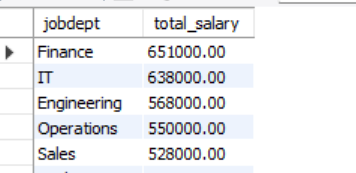 jobdept total_salary
Finance 651000.00
IT 638000.00
Engineering 568000.00
Operations 550000.00
Sales 528000.00